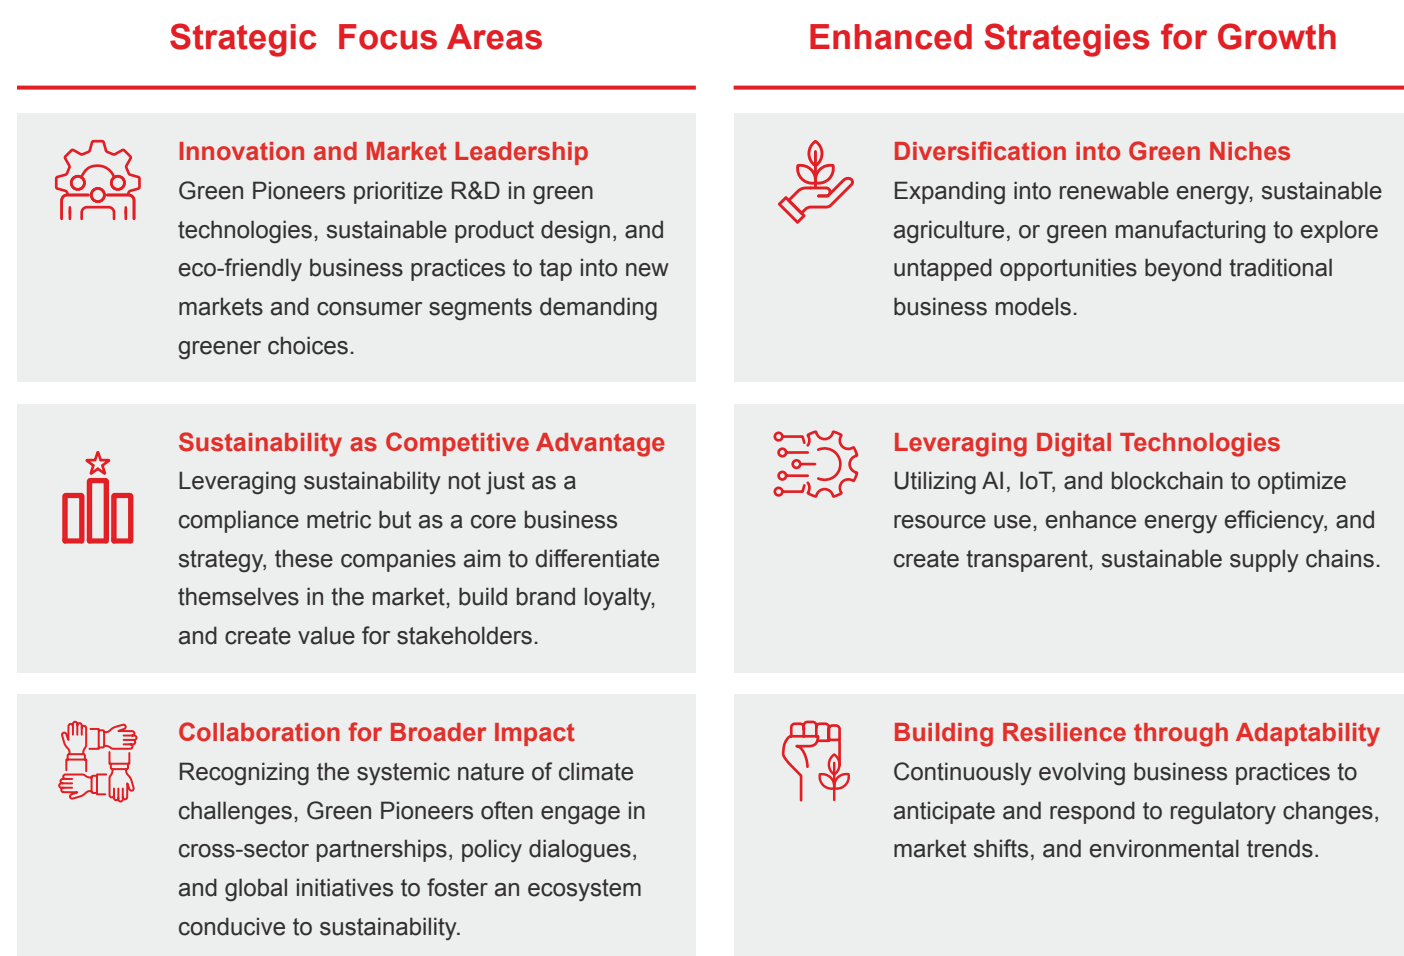 Strategic  Focus Areas
Innovation and Market Leadership
Green Pioneers prioritize R&D in green
technologies, sustainable product design, and
eco-friendly business practices to tap into new
markets and consumer segments demanding
greener choices.
Sustainability as Competitive Advantage
Leveraging sustainability not just as a
compliance metric but as a core business
strategy, these companies aim to differentiate
themselves in the market, build brand loyalty,
and create value for stakeholders.
Collaboration for Broader Impact
Recognizing the systemic nature of climate
challenges, Green Pioneers often engage in
cross-sector partnerships, policy dialogues,
and global initiatives to foster an ecosystem
conducive to sustainability.
Enhanced Strategies for Growth
Diversification into Green Niches
Expanding into renewable energy, sustainable
agriculture, or green manufacturing to explore
untapped opportunities beyond traditional
business models.
Leveraging Digital Technologies
Utilizing AI, IoT, and blockchain to optimize
resource use, enhance energy efficiency, and
create transparent, sustainable supply chains.
Building Resilience through Adaptability
Continuously evolving business practices to
anticipate and respond to regulatory changes,
market shifts, and environmental trends.